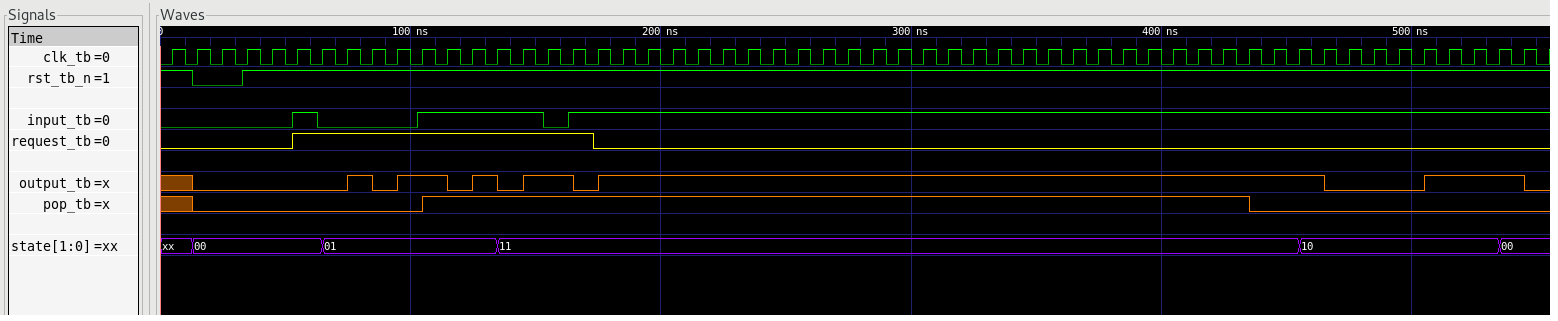 Signals
Waves
Time
0 100 ns 200 ns 300 ns 400 ns 500 ns
clk_tb=0
rst_tb_n=1
input_tb=0
request_tb=0
output_tb=x
pop_tb=x
state[1:0]=xx
xx 00 01 11 10 00